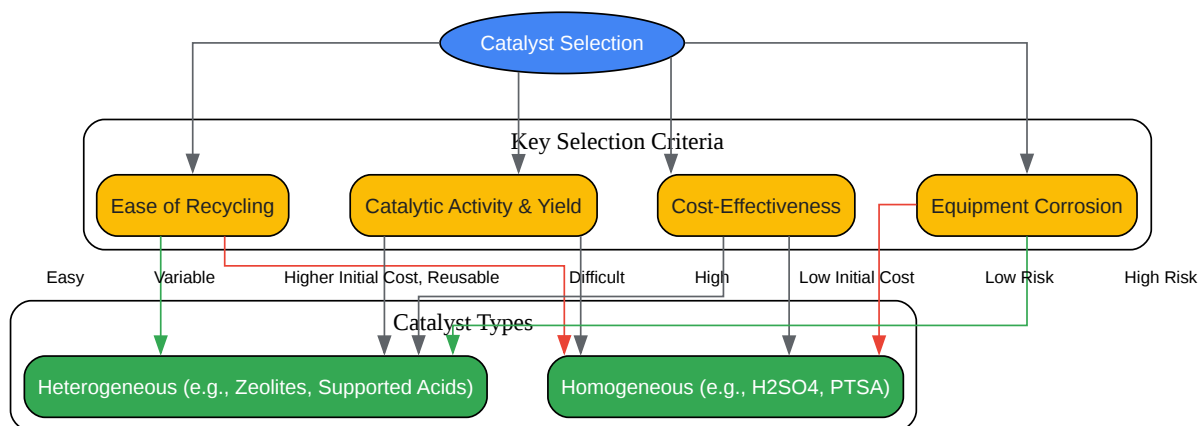 Catalyst Selection
Key Selection Criteria
Ease of Recycling
Catalytic Activity & Yield
Cost-Effectiveness
Equipment Corrosion
Easy
Variable
Higher Initial Cost, Reusable
Difficult
High
Low Initial Cost
Low Risk
High Risk
Catalyst Types
Heterogeneous (e.g., Zeolites, Supported Acids)
Homogeneous (e.g., H2SO4, PTSA)